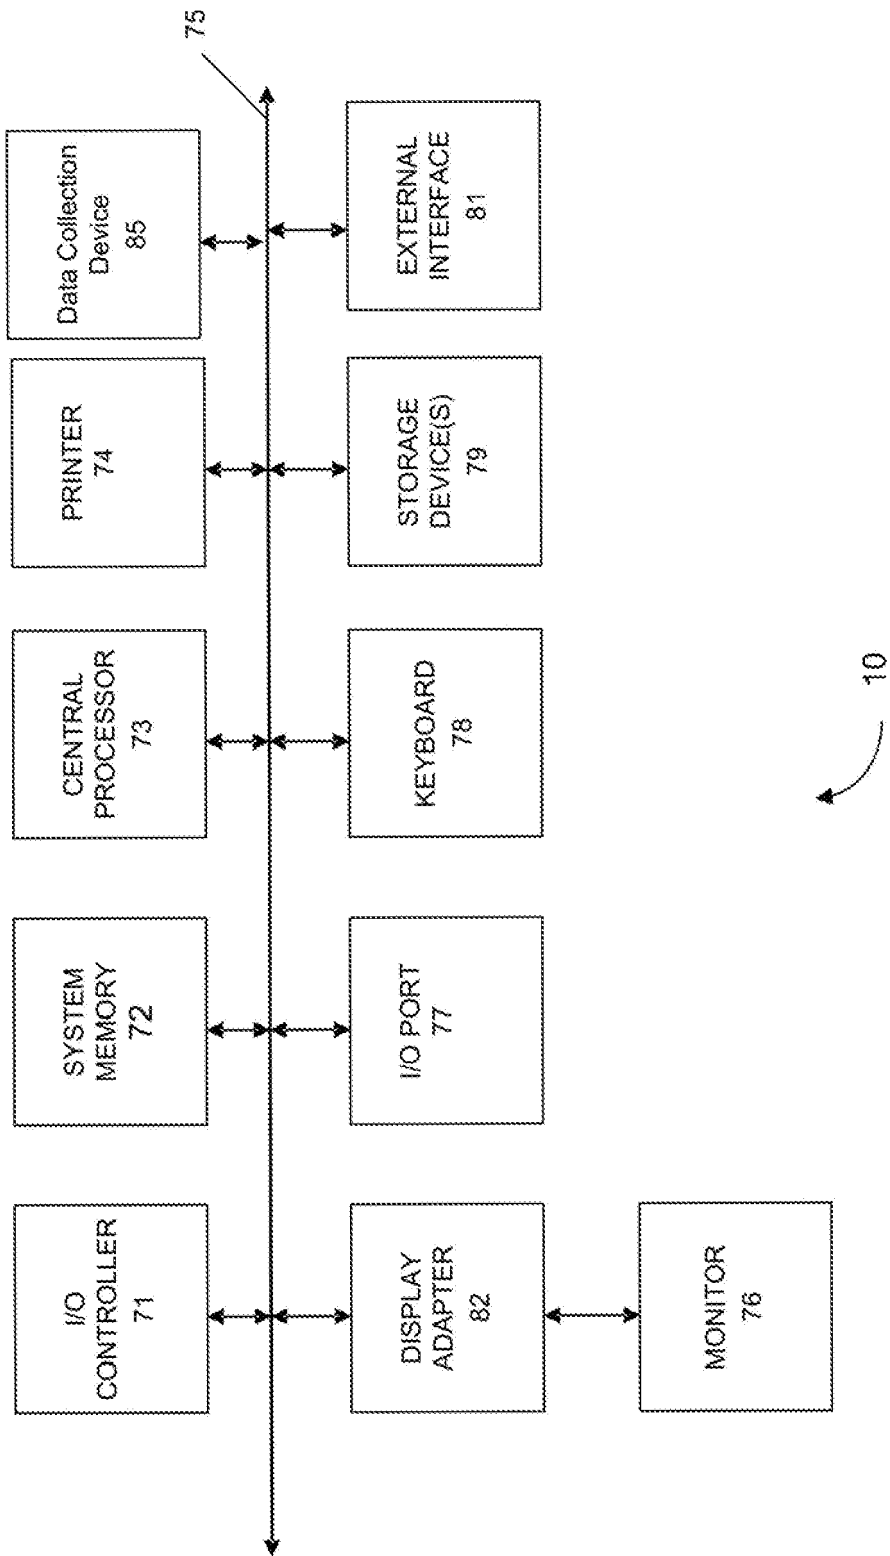 I/O
CONTROLLER
71
SYSTEM
MEMORY
72
CENTRAL
PROCESSOR
73
PRINTER
74
Data Collection
Device
85
75
DISPLAY
ADAPTER
82
I/O PORT
77
KEYBOARD
78
STORAGE
DEVICE(S)
79
EXTERNAL
INTERFACE
81
MONITOR
76
10